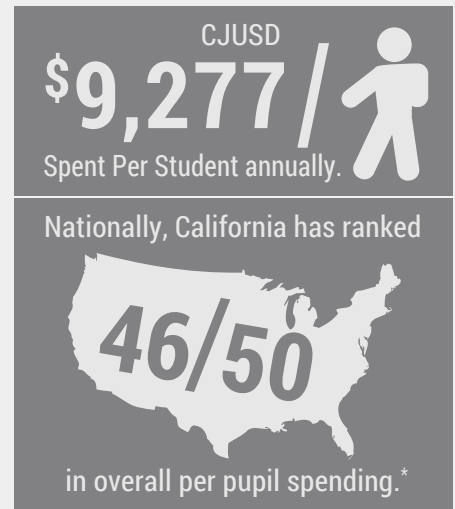 CJUSD
$9,277/
Spent Per Student annually.
Nationally, California has ranked
46/50
in overall per pupil spending.*